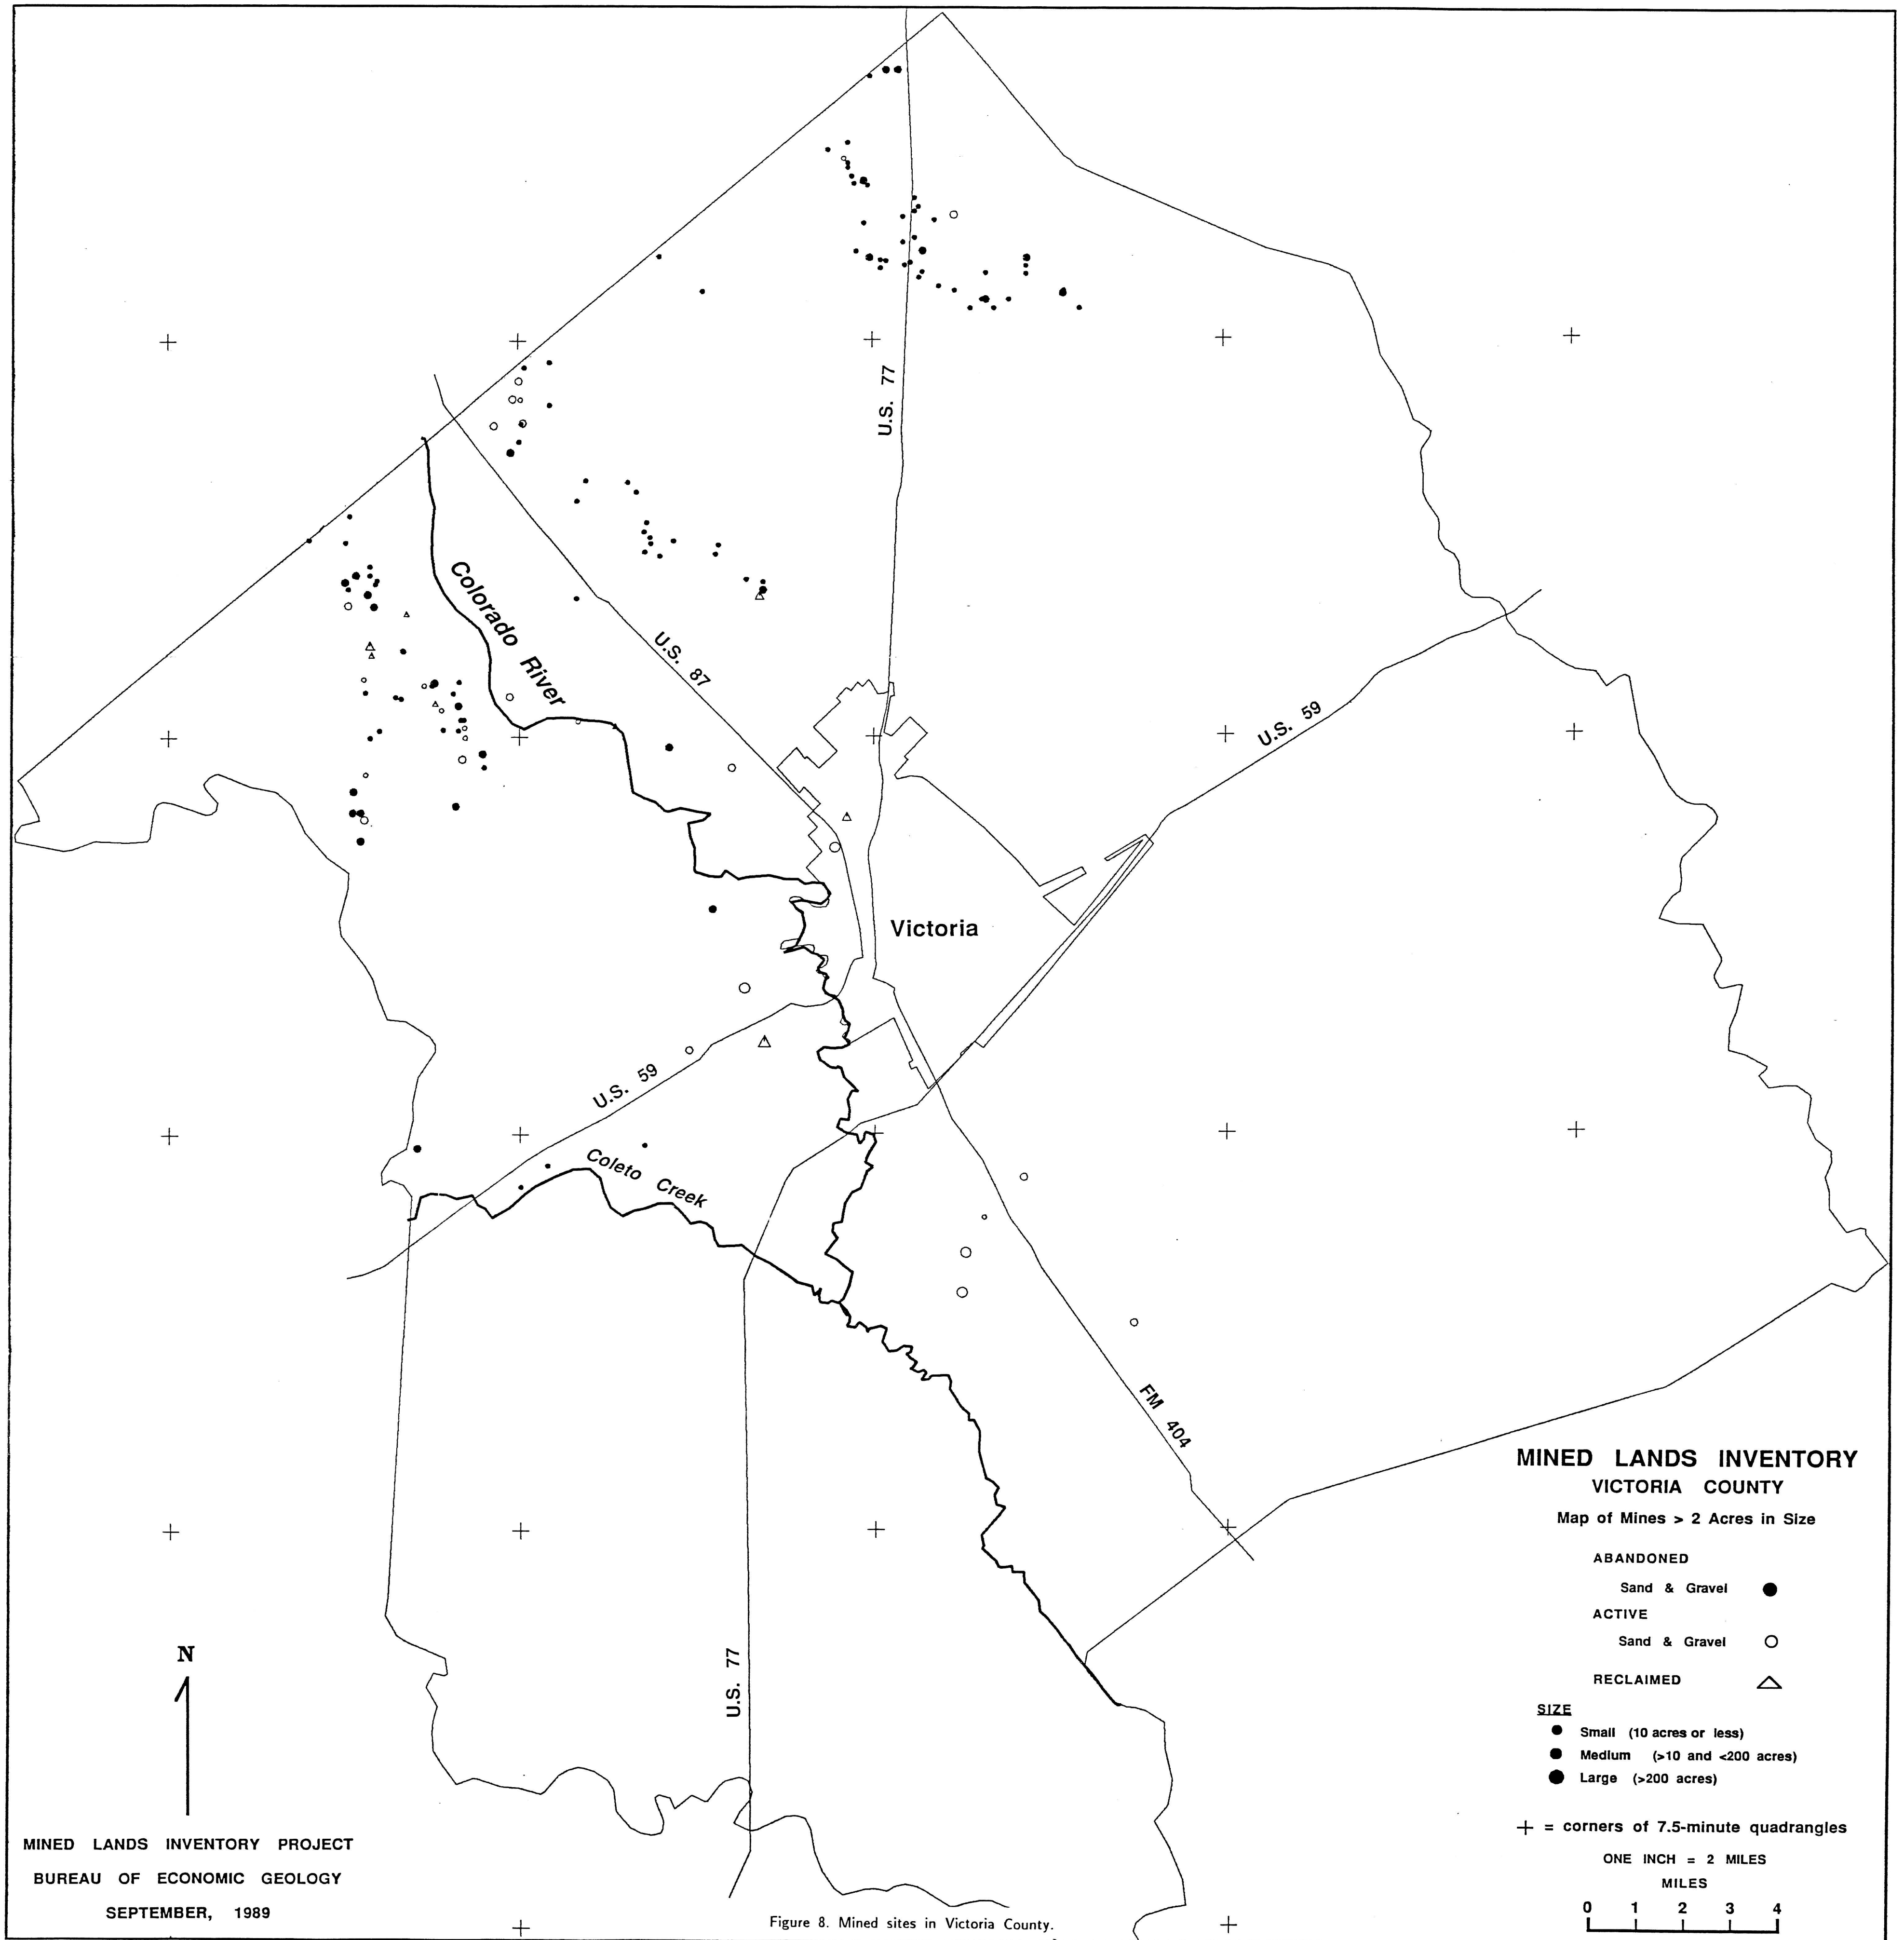 U.S. 77
Colorado River
U.S. 87
U.S. 59
Victoria
U.S. 59
Coleto Creek
FM 404
U.S. 77
N
MINED LANDS INVENTORY PROJECT
BUREAU OF ECONOMIC GEOLOGY
SEPTEMBER, 1989
MINED LANDS INVENTORY
VICTORIA COUNTY
Map of Mines > 2 Acres in Size
ABANDONED
Sand & Gravel
ACTIVE
Sand & Gravel
RECLAIMED
SIZE
Small (10 acres or less)
Medium (>10 and <200 acres)
Large (>200 acres)
+ = corners of 7.5-minute quadrangles
ONE INCH = 2 MILES
MILES
0 1 2 3 4
Figure 8. Mined sites in Victoria County.